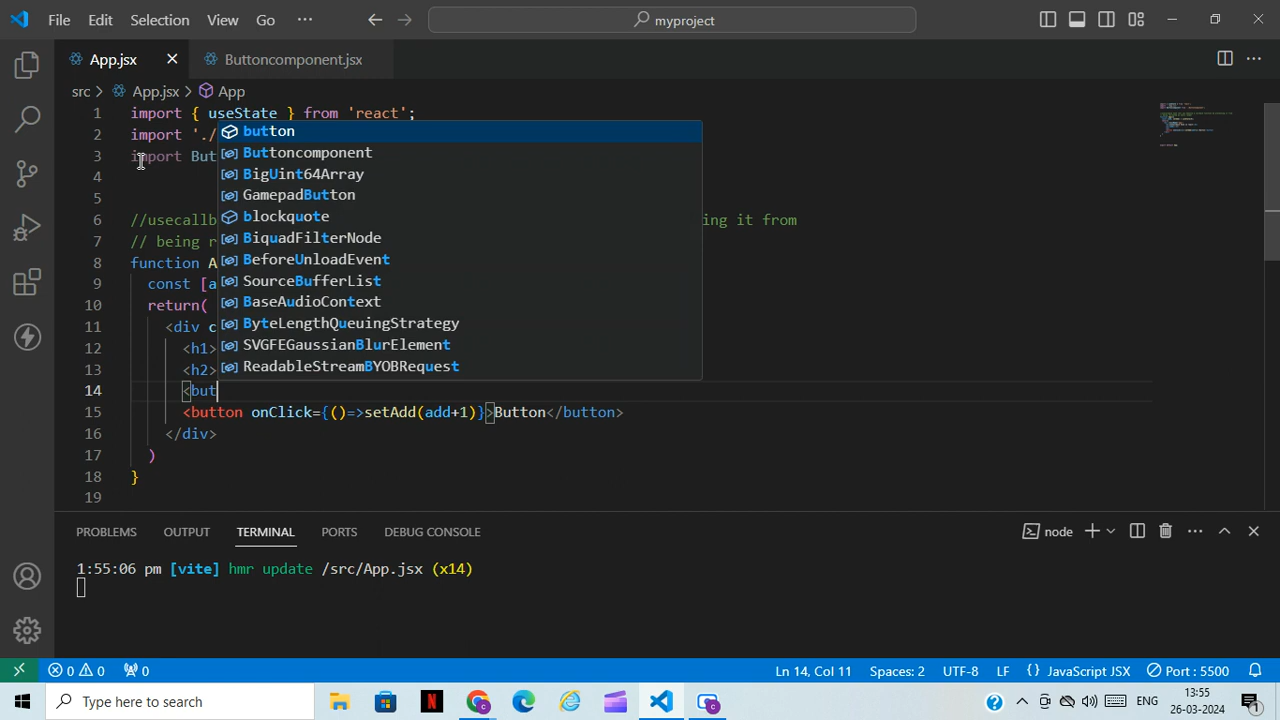 File Edit Selection View Go ··· myproject
App.jsx Buttoncomponent.jsx
src > App.jsx > App
1 import { useState } from 'react';
2 import './
3 import But
4
5
6 //usecallb ing it from
7 // being r
8 function A
9 const [a
10 return(
11 <div c
12 <h1>
13 <h2>
14 <but
15 <button onClick={()=>setAdd(add+1)}>Button</button>
16 </div>
17 )
18 }
19
button
Buttoncomponent
BigUint64Array
GamepadButton
blockquote
BiquadFilterNode
BeforeUnloadEvent
SourceBufferList
BaseAudioContext
ByteLengthQueuingStrategy
SVGFEGaussianBlurElement
ReadableStreamBYOBRequest
PROBLEMS OUTPUT TERMINAL PORTS DEBUG CONSOLE node
1:55:06 pm [vite] hmr update /src/App.jsx (x14)
0 0 0 Ln 14, Col 11 Spaces: 2 UTF-8 LF {} JavaScript JSX Port : 5500
Type here to search ENG 13:55
26-03-2024 1